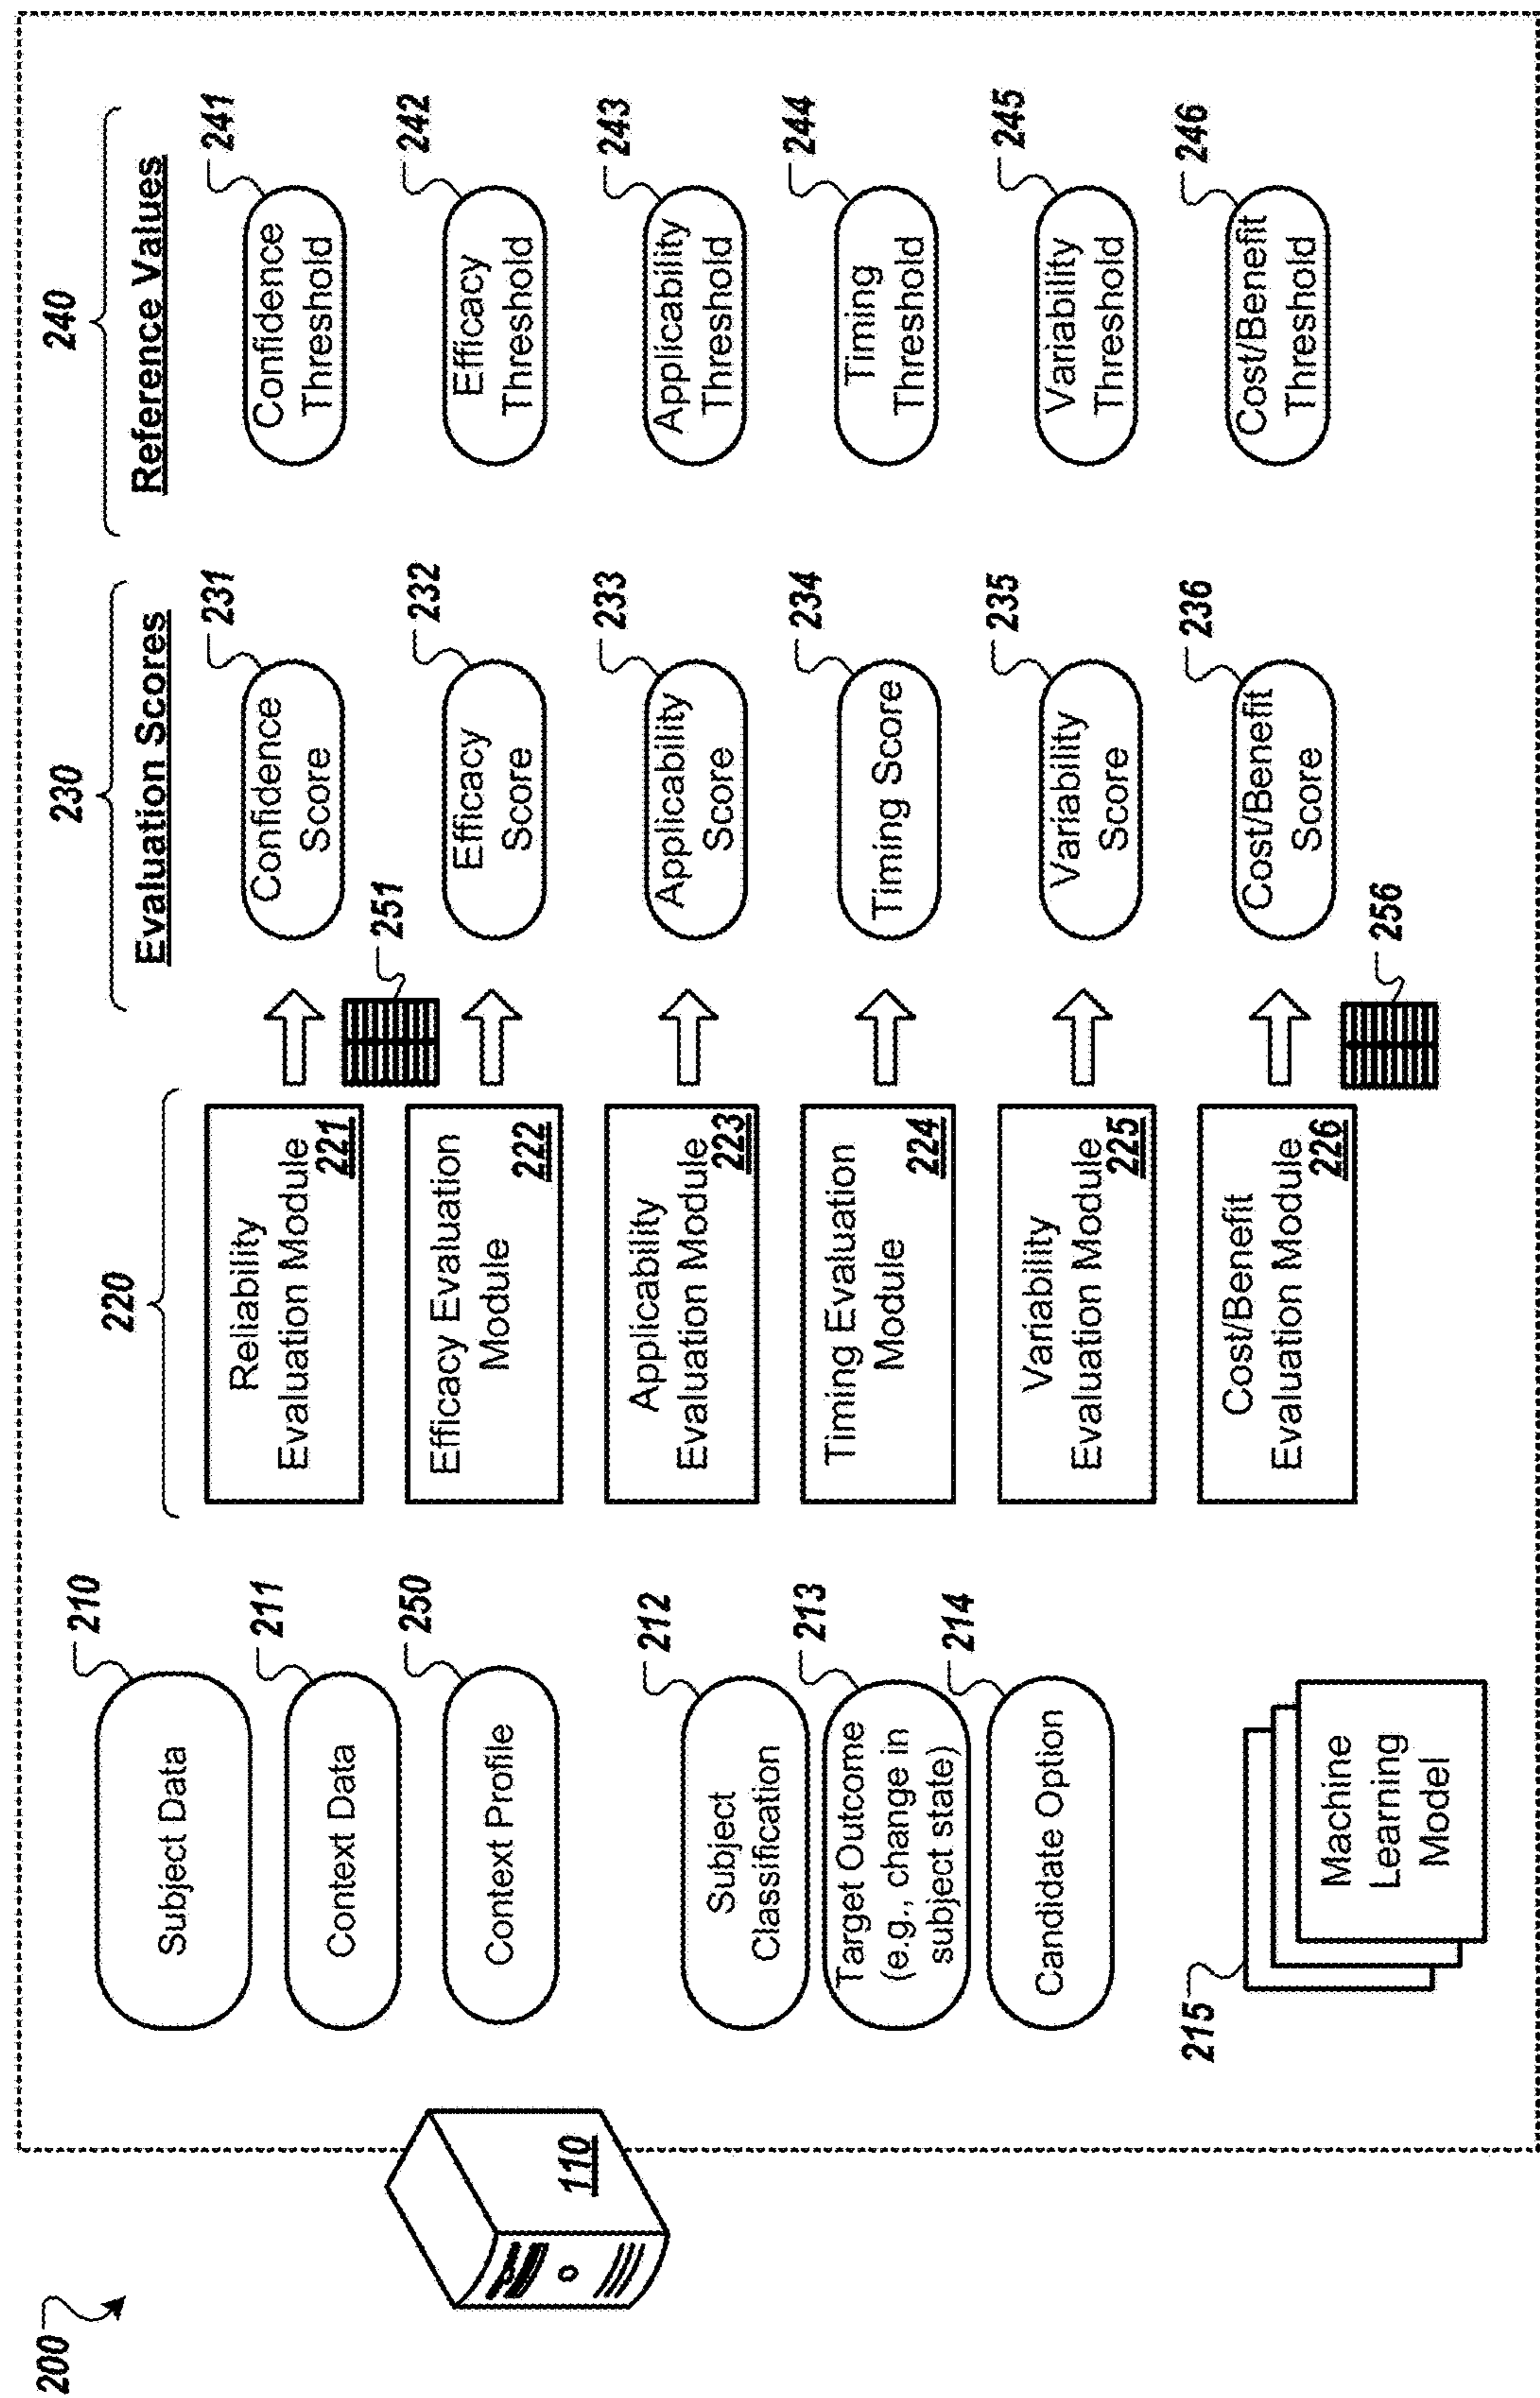 200
110
210
Subject Data
211
Context Data
250
Context Profile
212
Subject
Classification
213
Target Outcome
(e.g., change in
subject state)
214
Candidate Option
215
Machine
Learning
Model
220
Reliability
Evaluation Module
221
Efficacy Evaluation
Module
222
Applicability
Evaluation Module
223
Timing Evaluation
Module
224
Variability
Evaluation Module
225
Cost/Benefit
Evaluation Module
226
251
256
230
Evaluation Scores
231
Confidence
Score
232
Efficacy
Score
233
Applicability
Score
234
Timing Score
235
Variability
Score
236
Cost/Benefit
Score
240
Reference Values
241
Confidence
Threshold
242
Efficacy
Threshold
243
Applicability
Threshold
244
Timing
Threshold
245
Variability
Threshold
246
Cost/Benefit
Threshold